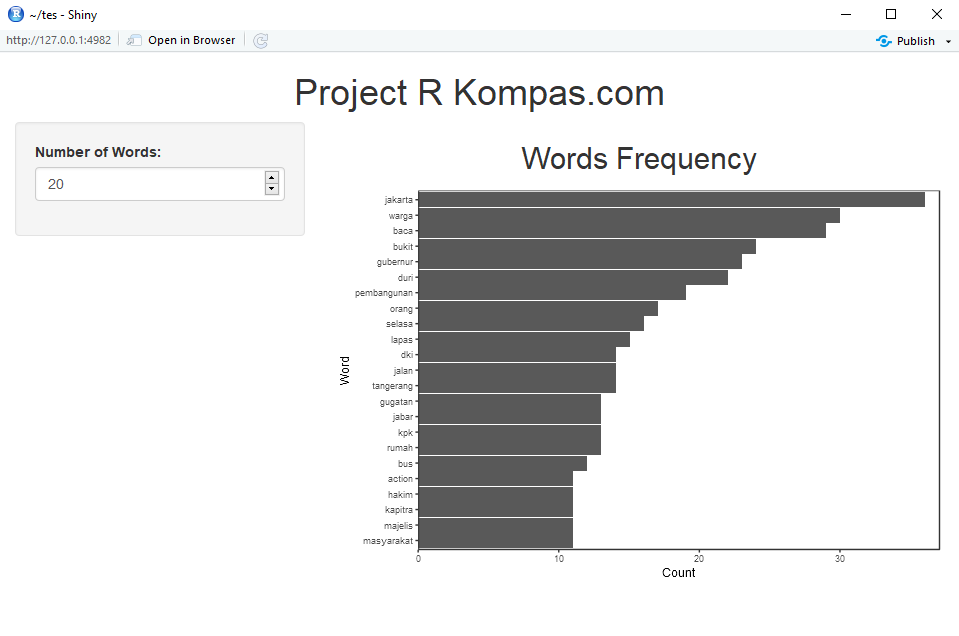 ~/tes - Shiny
http://127.0.0.1:4982 Open in Browser Publish
Project R Kompas.com
Number of Words:
20
Words Frequency
Word
jakarta
warga
baca
bukit
gubernur
duri
pembangunan
orang
selasa
lapas
dki
jalan
tangerang
gugatan
jabar
kpk
rumah
bus
action
hakim
kapitra
majelis
masyarakat
0 10 20 30
Count